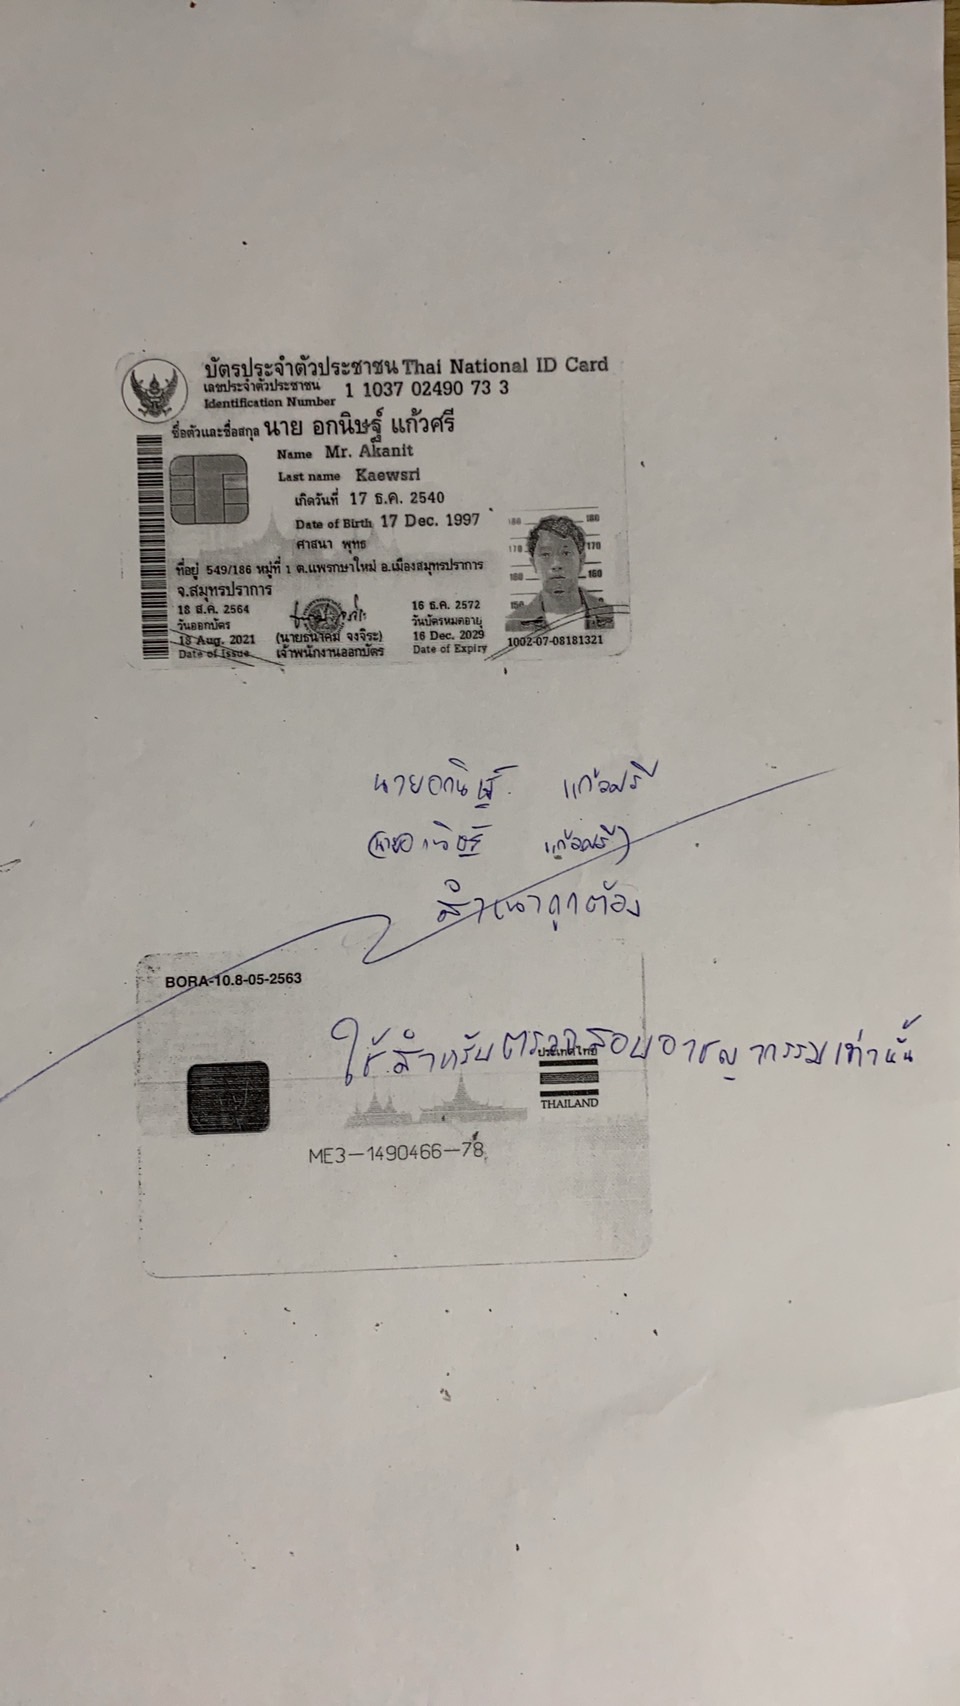 บัตรประจำตัวประชาชน Thai National ID Card
เลขประจำตัวประชาชน
Identification Number 1 1037 02490 73 3
ชื่อตัวและชื่อสกุล นาย อกนิษฐ์ แก้วศรี
Name Mr. Akanit
Last name Kaewsri
เกิดวันที่ 17 ธ.ค. 2540
Date of Birth 17 Dec. 1997
ศาสนา พุทธ
ที่อยู่ 549/186 หมู่ที่ 1 ต.แพรกษาใหม่ อ.เมืองสมุทรปราการ
จ.สมุทรปราการ
18 ส.ค. 2564
วันออกบัตร
18 Aug. 2021
Date of Issue
(นายธนาคม จงจิระ)
เจ้าพนักงานออกบัตร
16 ธ.ค. 2572
วันบัตรหมดอายุ
16 Dec. 2029
Date of Expiry
180 180
170 170
160 160
150
1002-07-08181321
นายอกนิษฐ์ แก้วศรี
(นายอกนิษฐ์ แก้วศรี)
สำเนาถูกต้อง
BORA-10.8-05-2563
ใช้สำหรับตรวจสอบอาชญากรรมเท่านั้น
ประเทศไทย
THAILAND
ME3-1490466-78